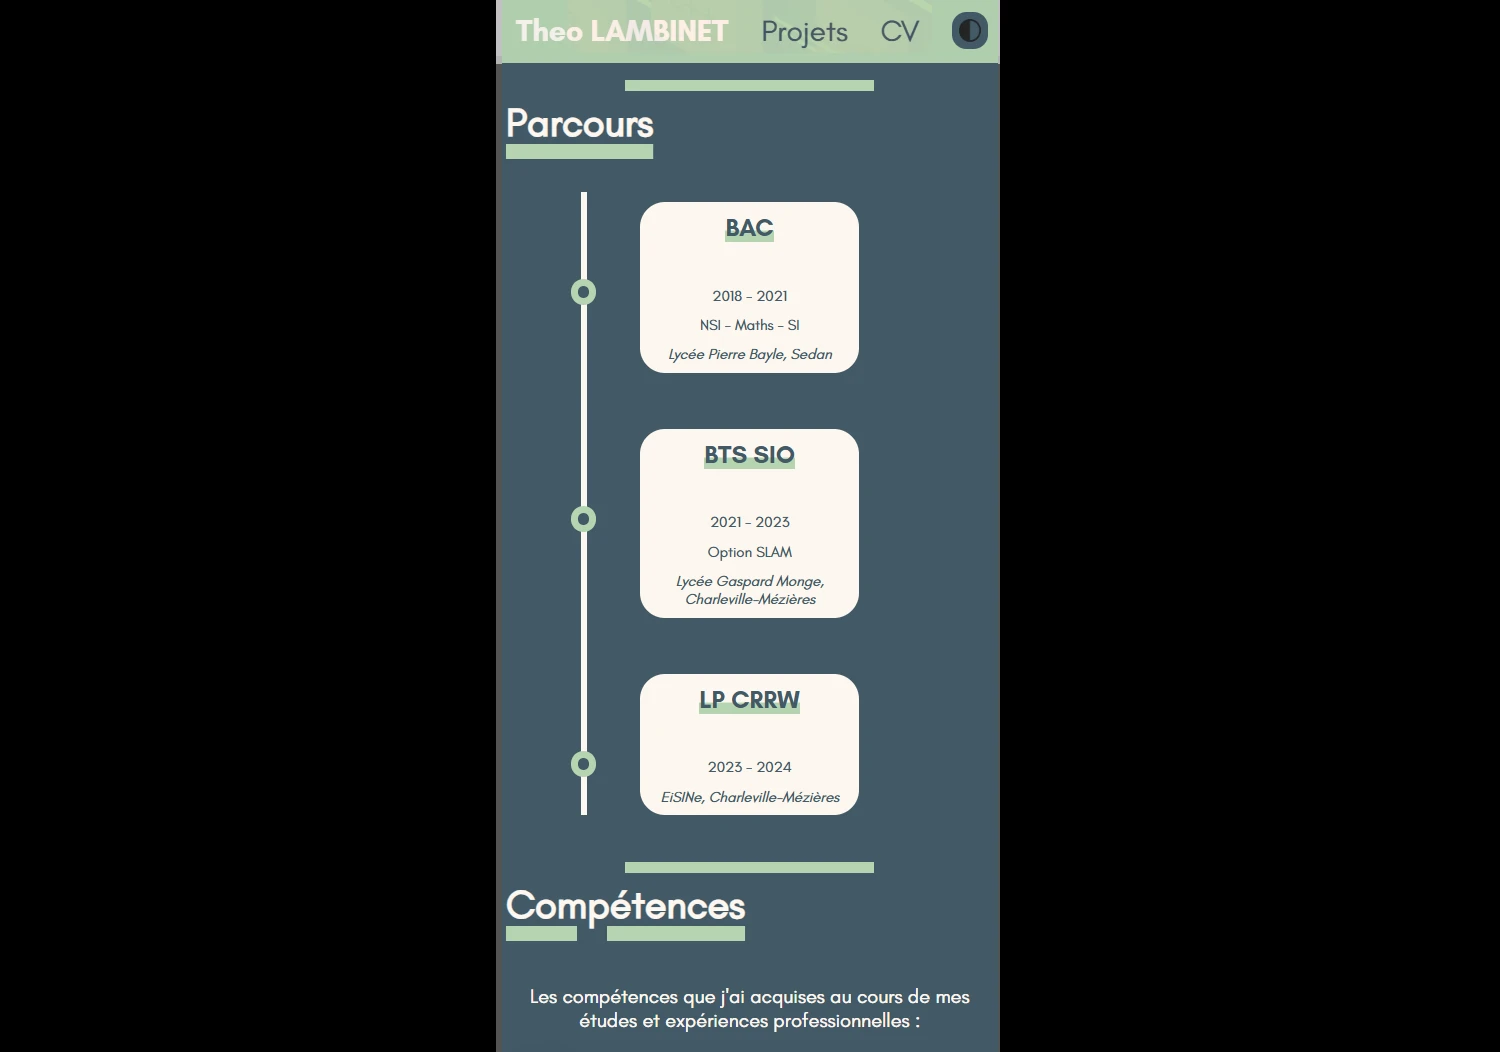 Theo LAMBINET Projets CV
Parcours
BAC
2018 - 2021
NSI - Maths - SI
Lycée Pierre Bayle, Sedan
BTS SIO
2021 - 2023
Option SLAM
Lycée Gaspard Monge,
Charleville-Mézières
LP CRRW
2023 - 2024
EiSINe, Charleville-Mézières
Compétences
Les compétences que j'ai acquises au cours de mes
études et expériences professionnelles :